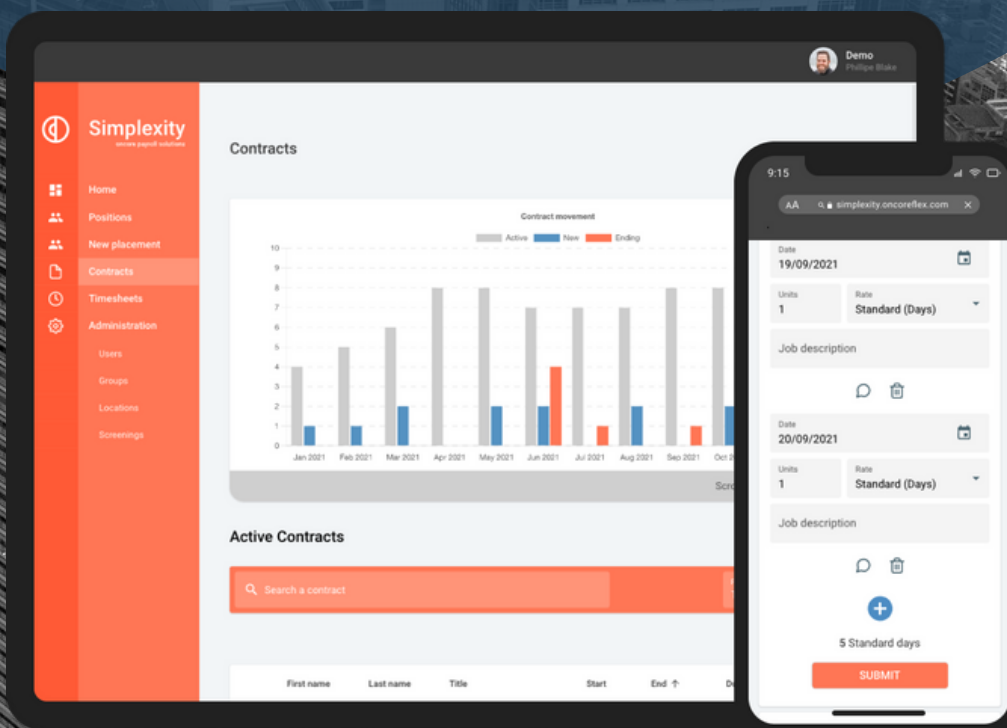 Demo
Phillipe Blake
Simplexity
oncore payroll solutions
Home
Positions
New placement
Contracts
Timesheets
Administration
Users
Groups
Locations
Screenings
Contracts
Contract movement
Active New Ending
10
9
8
7
6
5
4
3
2
1
0
Jan 2021 Feb 2021 Mar 2021 Apr 2021 May 2021 Jun 2021 Jul 2021 Aug 2021 Sep 2021 Oct 2
Scro
Active Contracts
Search a contract
First name Last name Title Start End ↑ D
9:15
AA simplexity.oncoreflex.com X
Date
19/09/2021
Units Rate
1 Standard (Days)
Job description
Date
20/09/2021
Units Rate
1 Standard (Days)
Job description
5 Standard days
SUBMIT